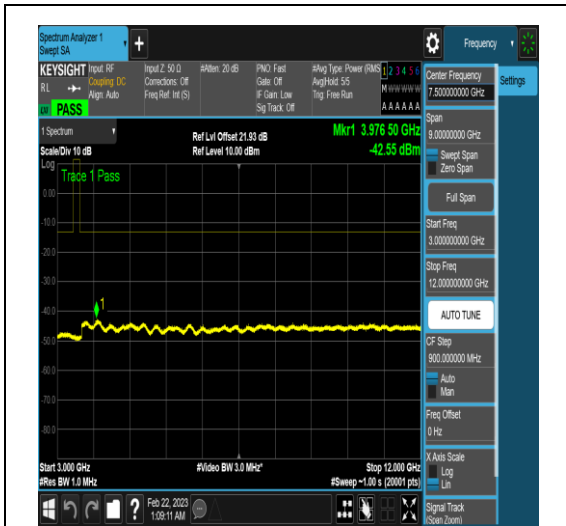 Spectrum Analyzer 1
Swept SA
+
Frequency
KEYSIGHT
RL
PASS
Input: RF
Coupling: DC
Align: Auto
Input Z: 50 Ω
Corrections: Off
Freq Ref: Int (S)
#Atten: 20 dB
PNO: Fast
Gate: Off
IF Gain: Low
Sig Track: Off
#Avg Type: Power (RMS
Avg|Hold: 5/5
Trig: Free Run
1 2 3 4 5 6
M W W W W W
A A A A A A
Center Frequency
7.500000000 GHz
Settings
Span
9.00000000 GHz
Swept Span
Zero Span
Full Span
Start Freq
3.000000000 GHz
Stop Freq
12.000000000 GHz
AUTO TUNE
CF Step
900.000000 MHz
Auto
Man
Freq Offset
0 Hz
X Axis Scale
Log
Lin
Signal Track
(Span Zoom)
1 Spectrum
Scale/Div 10 dB
Ref Lvl Offset 21.93 dB
Ref Level 10.00 dBm
Mkr1 3.976 50 GHz
-42.55 dBm
Log
Trace 1 Pass
0.00
-10.0
-20.0
-30.0
-40.0
-50.0
-60.0
-70.0
-80.0
1
Start 3.000 GHz
#Res BW 1.0 MHz
#Video BW 3.0 MHz*
Stop 12.000 GHz
#Sweep ~1.00 s (20001 pts)
?
Feb 22, 2023
1:09:11 AM